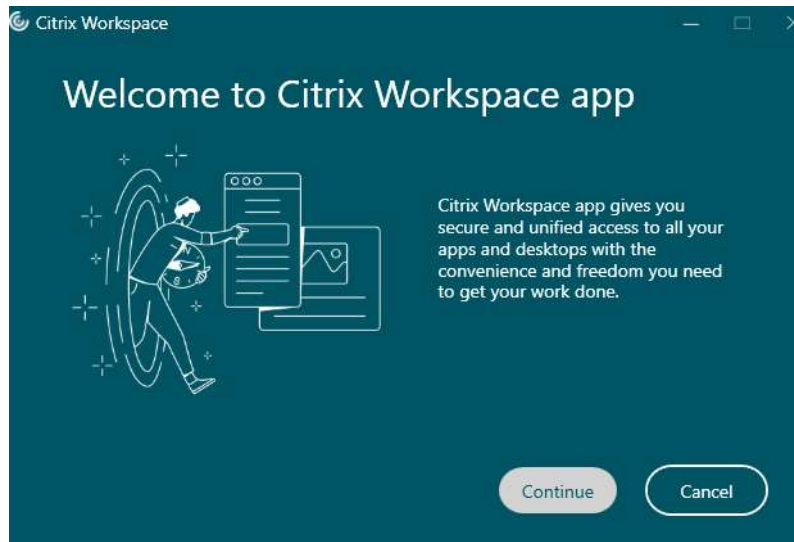 Citrix Workspace
Welcome to Citrix Workspace app
Citrix Workspace app gives you
secure and unified access to all your
apps and desktops with the
convenience and freedom you need
to get your work done.
Continue
Cancel